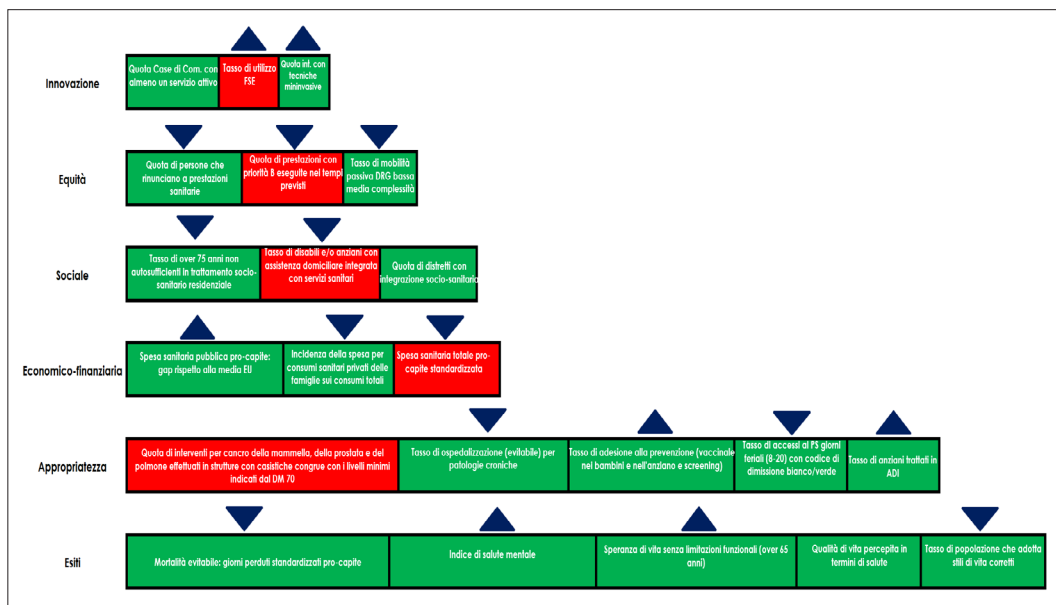 Innovazione
Quota Case di Com. con
almeno un servizio attivo
Tasso di utilizzo
FSE
Quota int. con
tecniche
mininvasive
Equità
Quota di persone che
rinunciano a prestazioni
sanitarie
Quota di prestazioni con
priorità B eseguite nei tempi
previsti
Tasso di mobilità
passiva DRG bassa
media complessità
Sociale
Tasso di over 75 anni non
autosufficienti in trattamento socio-
sanitario residenziale
Tasso di disabili e/o anziani con
assistenza domiciliare integrata
con servizi sanitari
Quota di distretti con
integrazione socio-sanitaria
Economico-finanziaria
Spesa sanitaria pubblica pro-capite:
gap rispetto alla media EU
Incidenza della spesa per
consumi sanitari privati delle
famiglie sui consumi totali
Spesa sanitaria totale pro-
capite standardizzata
Appropriatezza
Quota di interventi per cancro della mammella, della prostata e del
polmone effettuati in strutture con casistiche congrue con i livelli minimi
indicati dal DM 70
Tasso di ospedalizzazione (evitabile) per
patologie croniche
Tasso di adesione alla prevenzione (vaccinale
nei bambini e nell'anziano e screening)
Tasso di accessi al PS giorni
feriali (8-20) con codice di
dimissione bianco/verde
Tasso di anziani trattati in
ADI
Esiti
Mortalità evitabile: giorni perduti standardizzati pro-capite
Indice di salute mentale
Speranza di vita senza limitazioni funzionali (over 65
anni)
Qualità di vita percepita in
termini di salute
Tasso di popolazione che adotta
stili di vita corretti